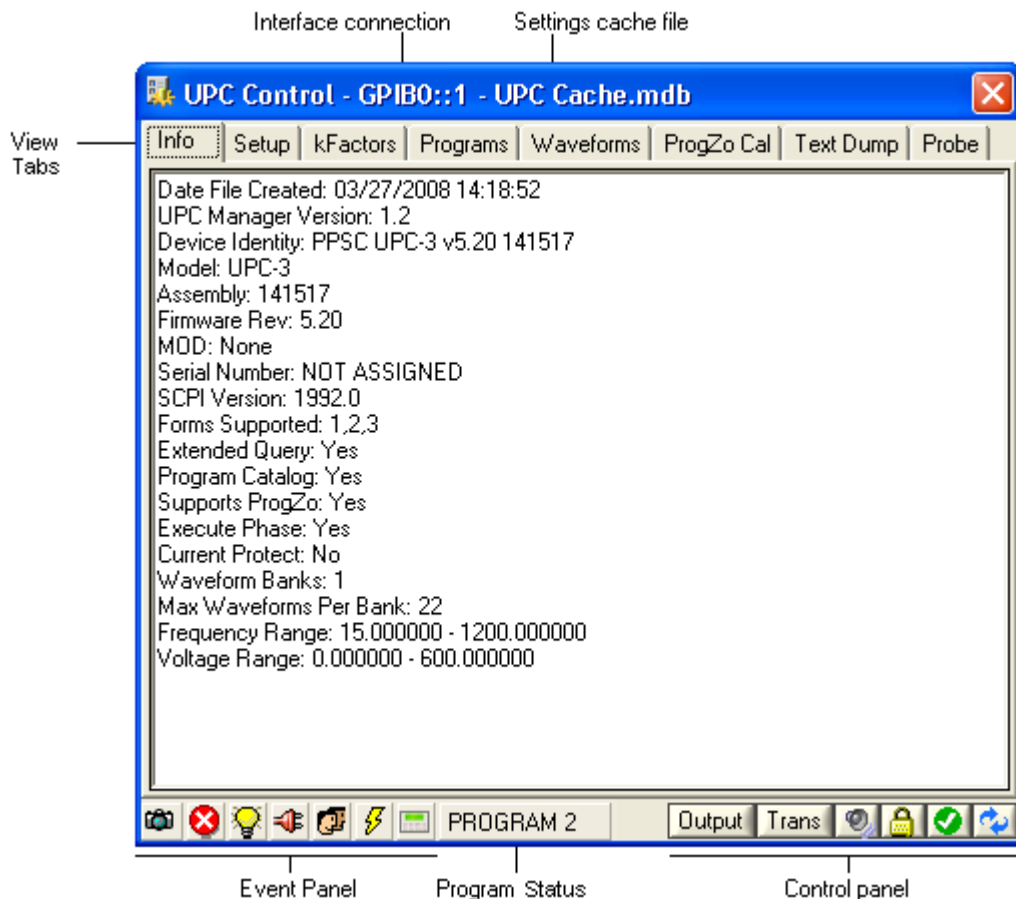 Interface connection
Settings cache file
UPC Control - GPIB0::1 - UPC Cache.mdb
View
Tabs
Info
Setup
kFactors
Programs
Waveforms
ProgZo Cal
Text Dump
Probe
Date File Created: 03/27/2008 14:18:52
UPC Manager Version: 1.2
Device Identity: PPSC UPC-3 v5.20 141517
Model: UPC-3
Assembly: 141517
Firmware Rev: 5.20
MOD: None
Serial Number: NOT ASSIGNED
SCPI Version: 1992.0
Forms Supported: 1,2,3
Extended Query: Yes
Program Catalog: Yes
Supports ProgZo: Yes
Execute Phase: Yes
Current Protect: No
Waveform Banks: 1
Max Waveforms Per Bank: 22
Frequency Range: 15.000000 - 1200.000000
Voltage Range: 0.000000 - 600.000000
PROGRAM 2
Output
Trans
Event Panel
Program Status
Control panel